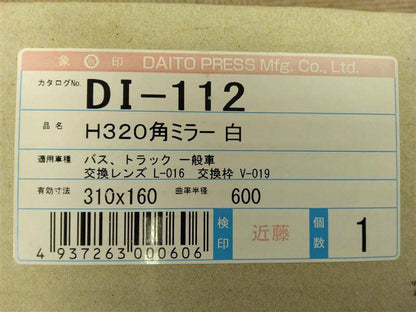 象 印 DAITO PRESS Mfg. Co., Ltd.
カタログNo. DI-112
品名 H320角ミラー 白
適用車種 バス、トラック 一般車
交換レンズ L-016 交換枠 V-019
有効寸法 310x160 曲率半径 600
4 937263 000606
検印 近藤 個数 1